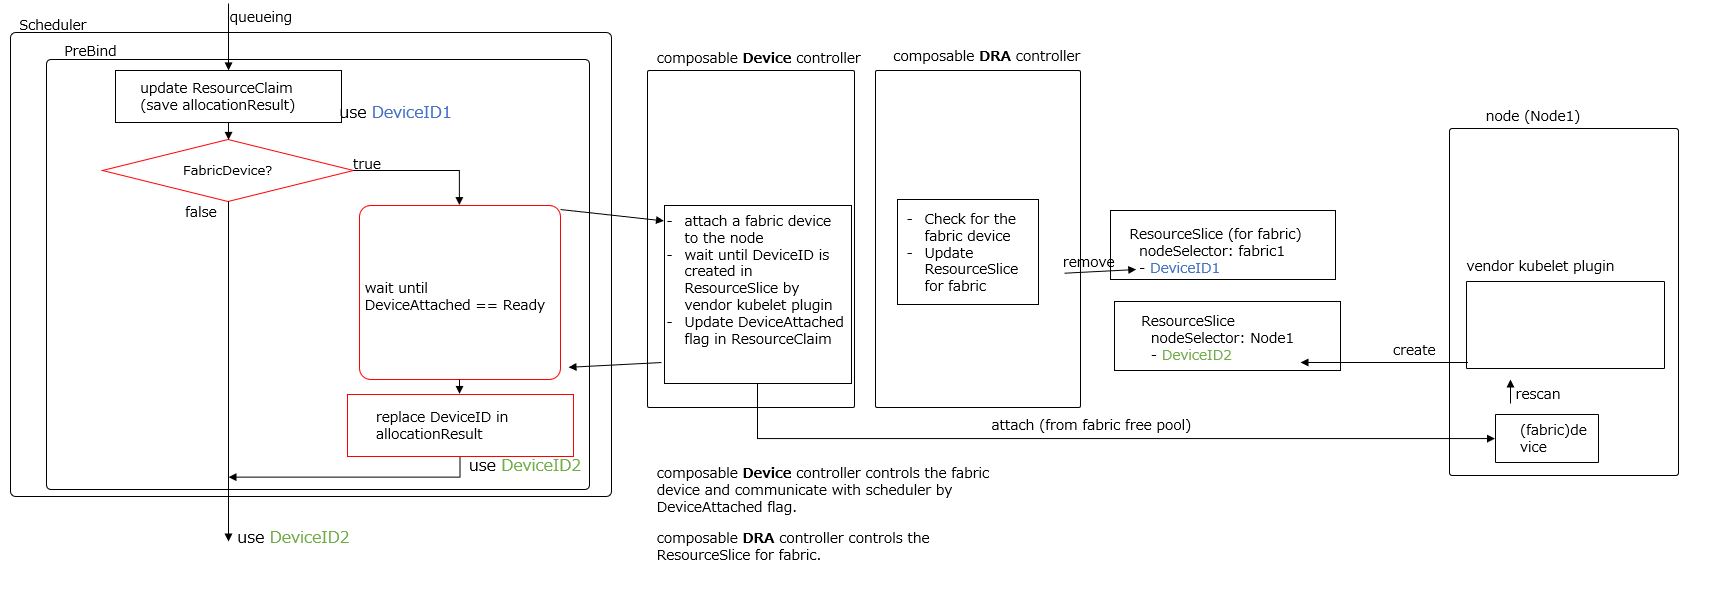 queueing
Scheduler
PreBind
update ResourceClaim
(save allocationResult)
use DeviceID1
FabricDevice?
true
false
wait until
DeviceAttached == Ready
replace DeviceID in
allocationResult
use DeviceID2
use DeviceID2
composable Device controller
- attach a fabric device
to the node
- wait until DeviceID is
created in
ResourceSlice by
vendor kubelet plugin
- Update DeviceAttached
flag in ResourceClaim
composable DRA controller
- Check for the
fabric device
- Update
ResourceSlice
for fabric
remove
ResourceSlice (for fabric)
nodeSelector: fabric1
- DeviceID1
ResourceSlice
nodeSelector: Node1
- DeviceID2
create
node (Node1)
vendor kubelet plugin
rescan
(fabric)de
vice
attach (from fabric free pool)
composable Device controller controls the fabric
device and communicate with scheduler by
DeviceAttached flag.
composable DRA controller controls the
ResourceSlice for fabric.